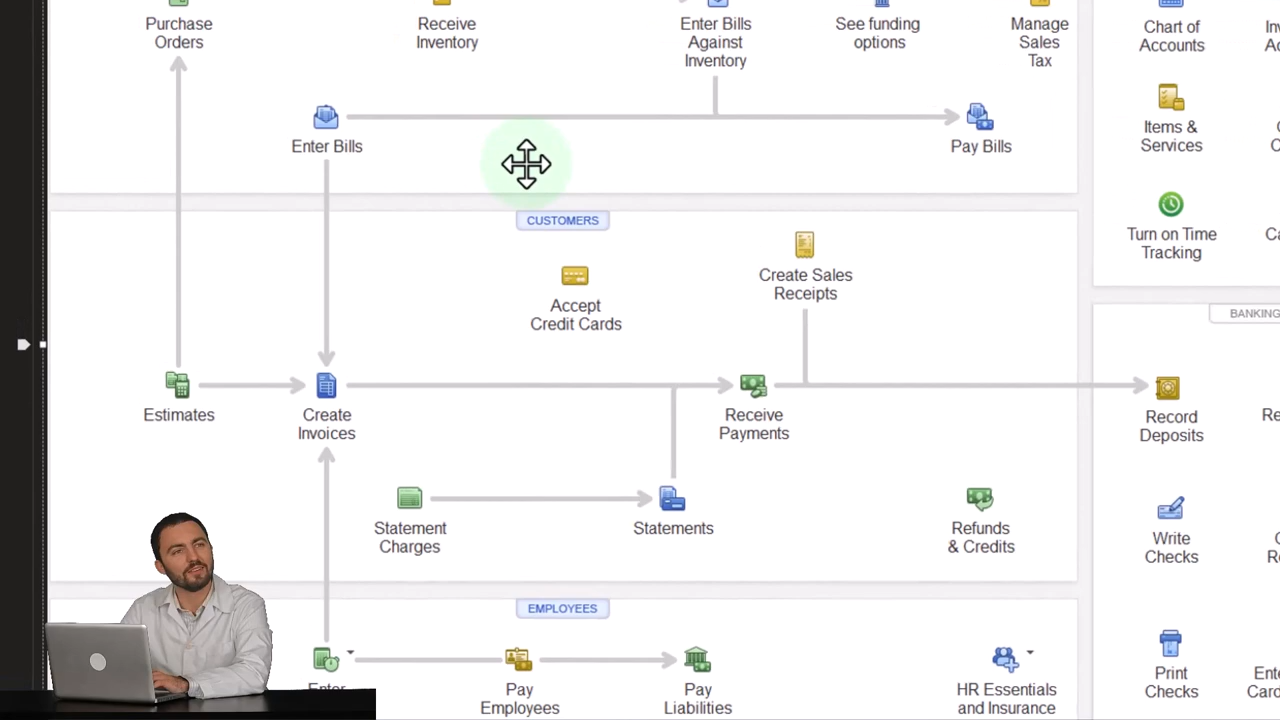 Purchase
Orders
Receive
Inventory
Enter Bills
Against
Inventory
See funding
options
Manage
Sales
Tax
Chart of
Accounts
Enter Bills
Pay Bills
Items &
Services
CUSTOMERS
Turn on Time
Tracking
Create Sales
Receipts
Accept
Credit Cards
BANKING
Estimates
Create
Invoices
Receive
Payments
Record
Deposits
Statement
Charges
Statements
Refunds
& Credits
Write
Checks
EMPLOYEES
Enter
Pay
Employees
Pay
Liabilities
HR Essentials
and Insurance
Print
Checks